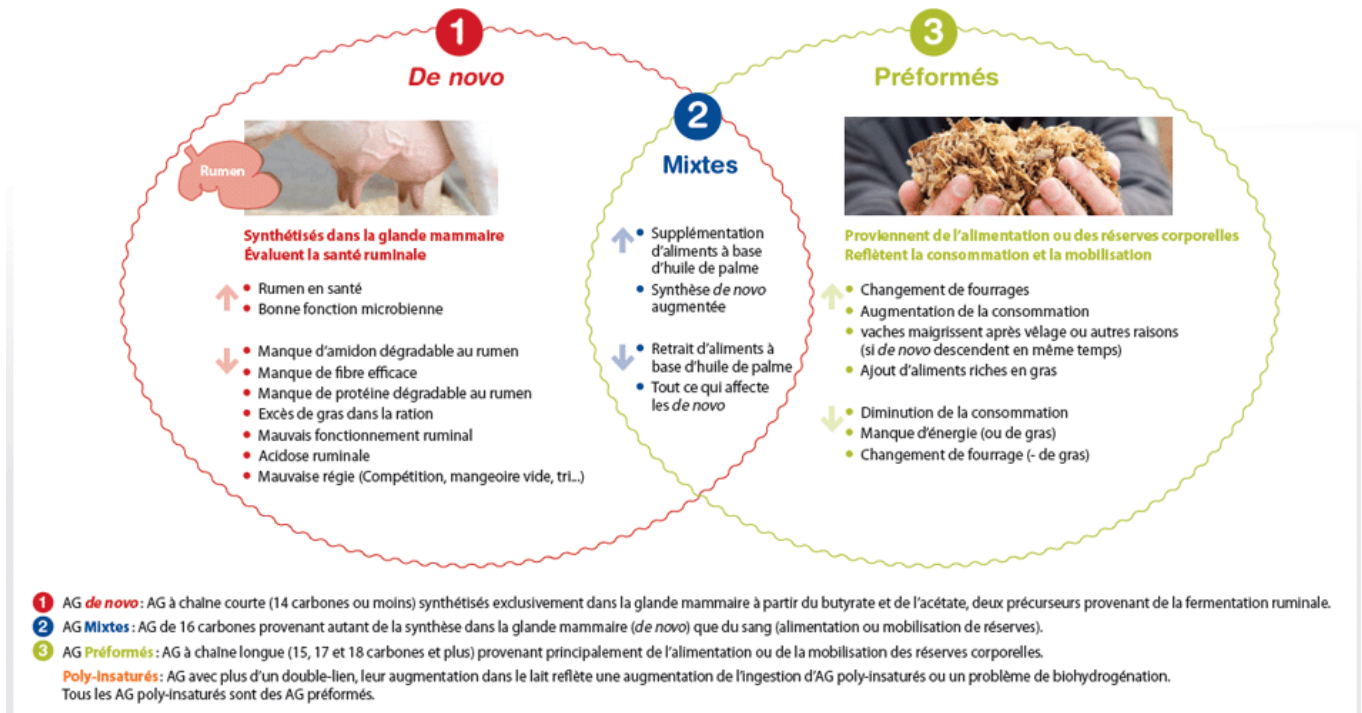 1
De novo
Rumen
Synthétisés dans la glande mammaire
Évaluent la santé ruminale
Rumen en santé
Bonne fonction microbienne
Manque d'amidon dégradable au rumen
Manque de fibre efficace
Manque de protéine dégradable au rumen
Excès de gras dans la ration
Mauvais fonctionnement ruminal
Acidose ruminale
Mauvaise régie (Compétition, mangeoire vide, tri...)
2
Mixtes
Supplémentation
d'aliments à base
d'huile de palme
Synthèse de novo
augmentée
Retrait d'aliments à
base d'huile de palme
Tout ce qui affecte
les de novo
3
Préformés
Proviennent de l'alimentation ou des réserves corporelles
Reflètent la consommation et la mobilisation
Changement de fourrages
Augmentation de la consommation
vaches maigrissent après vêlage ou autres raisons
(si de novo descendent en même temps)
Ajout d'aliments riches en gras
Diminution de la consommation
Manque d'énergie (ou de gras)
Changement de fourrage (- de gras)
1 AG de novo : AG à chaîne courte (14 carbones ou moins) synthétisés exclusivement dans la glande mammaire à partir du butyrate et de l'acétate, deux précurseurs provenant de la fermentation ruminale.
2 AG Mixtes : AG de 16 carbones provenant autant de la synthèse dans la glande mammaire (de novo) que du sang (alimentation ou mobilisation de réserves).
3 AG Préformés : AG à chaîne longue (15, 17 et 18 carbones et plus) provenant principalement de l'alimentation ou de la mobilisation des réserves corporelles.
Poly-insaturés : AG avec plus d'un double-lien, leur augmentation dans le lait reflète une augmentation de l'ingestion d'AG poly-insaturés ou un problème de biohydrogénation.
Tous les AG poly-insaturés sont des AG préformés.